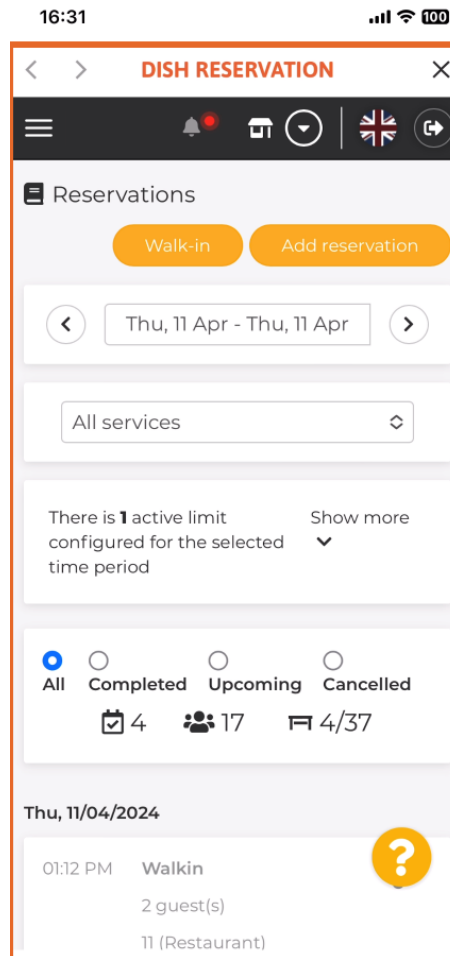 16:31
100
DISH RESERVATION
Reservations
Walk-in
Add reservation
Thu, 11 Apr - Thu, 11 Apr
All services
There is 1 active limit
configured for the selected
time period
Show more
All
Completed
Upcoming
Cancelled
4
17
4/37
Thu, 11/04/2024
01:12 PM
Walkin
?
2 guest(s)
11 (Restaurant)